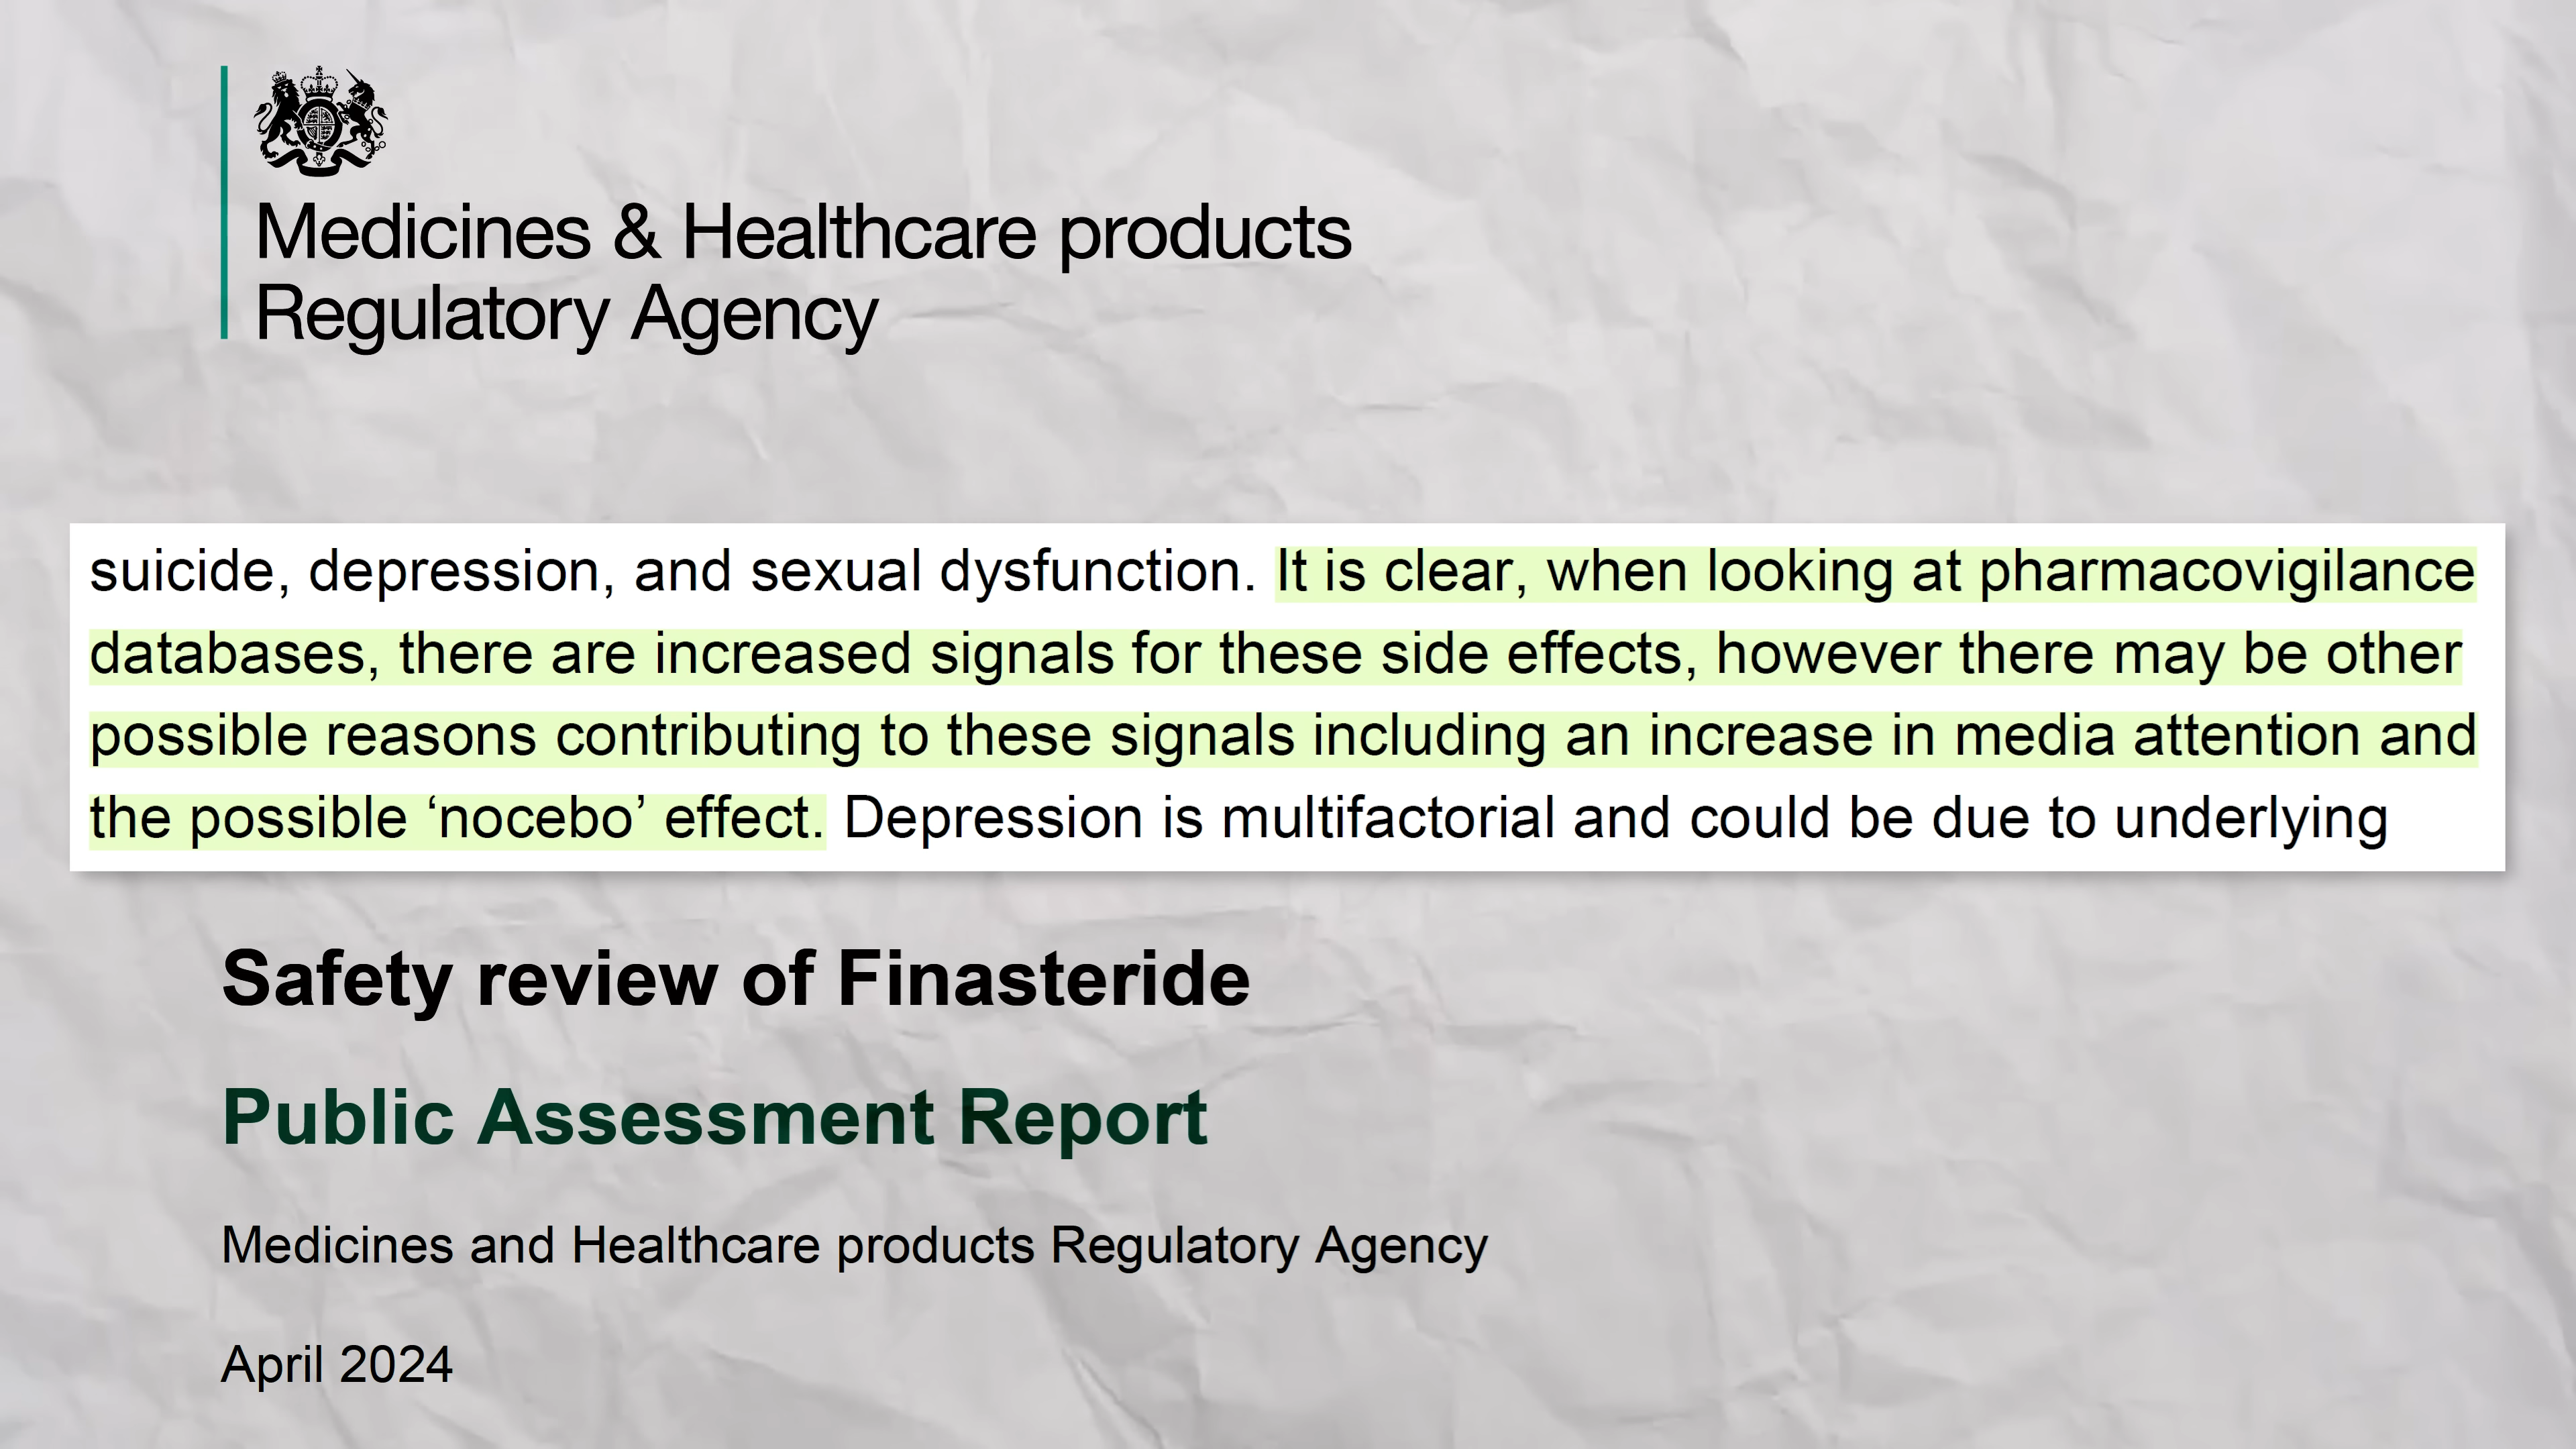 Medicines & Healthcare products
Regulatory Agency
suicide, depression, and sexual dysfunction. It is clear, when looking at pharmacovigilance
databases, there are increased signals for these side effects, however there may be other
possible reasons contributing to these signals including an increase in media attention and
the possible ‘nocebo’ effect. Depression is multifactorial and could be due to underlying
Safety review of Finasteride
Public Assessment Report
Medicines and Healthcare products Regulatory Agency
April 2024